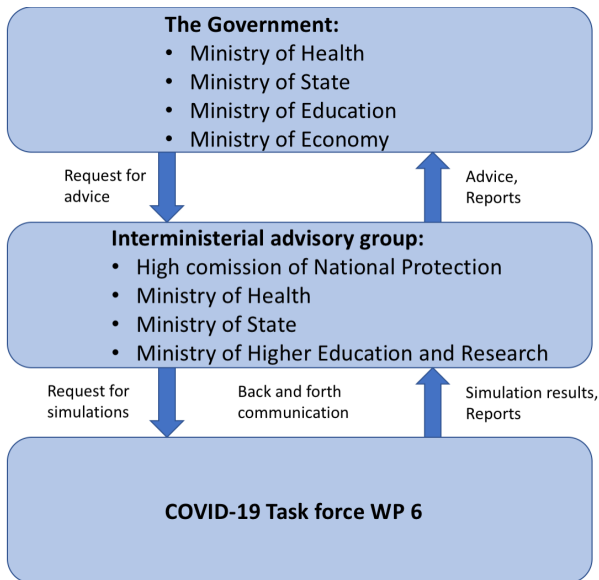 The Government:
• Ministry of Health
• Ministry of State
• Ministry of Education
• Ministry of Economy
Request for
advice
Advice,
Reports
Interministerial advisory group:
• High comission of National Protection
• Ministry of Health
• Ministry of State
• Ministry of Higher Education and Research
Request for
simulations
Back and forth
communication
Simulation results,
Reports
COVID-19 Task force WP 6